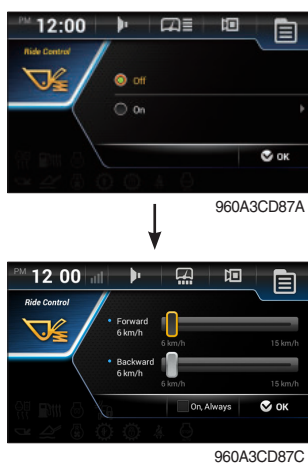 PM 12:00
Ride Control
Off
On
OK
960A3CD87A
PM 12 00
Ride Control
Forward
6 km/h
6 km/h 15 km/h
Backward
6 km/h
6 km/h 15 km/h
On, Always OK
960A3CD87C